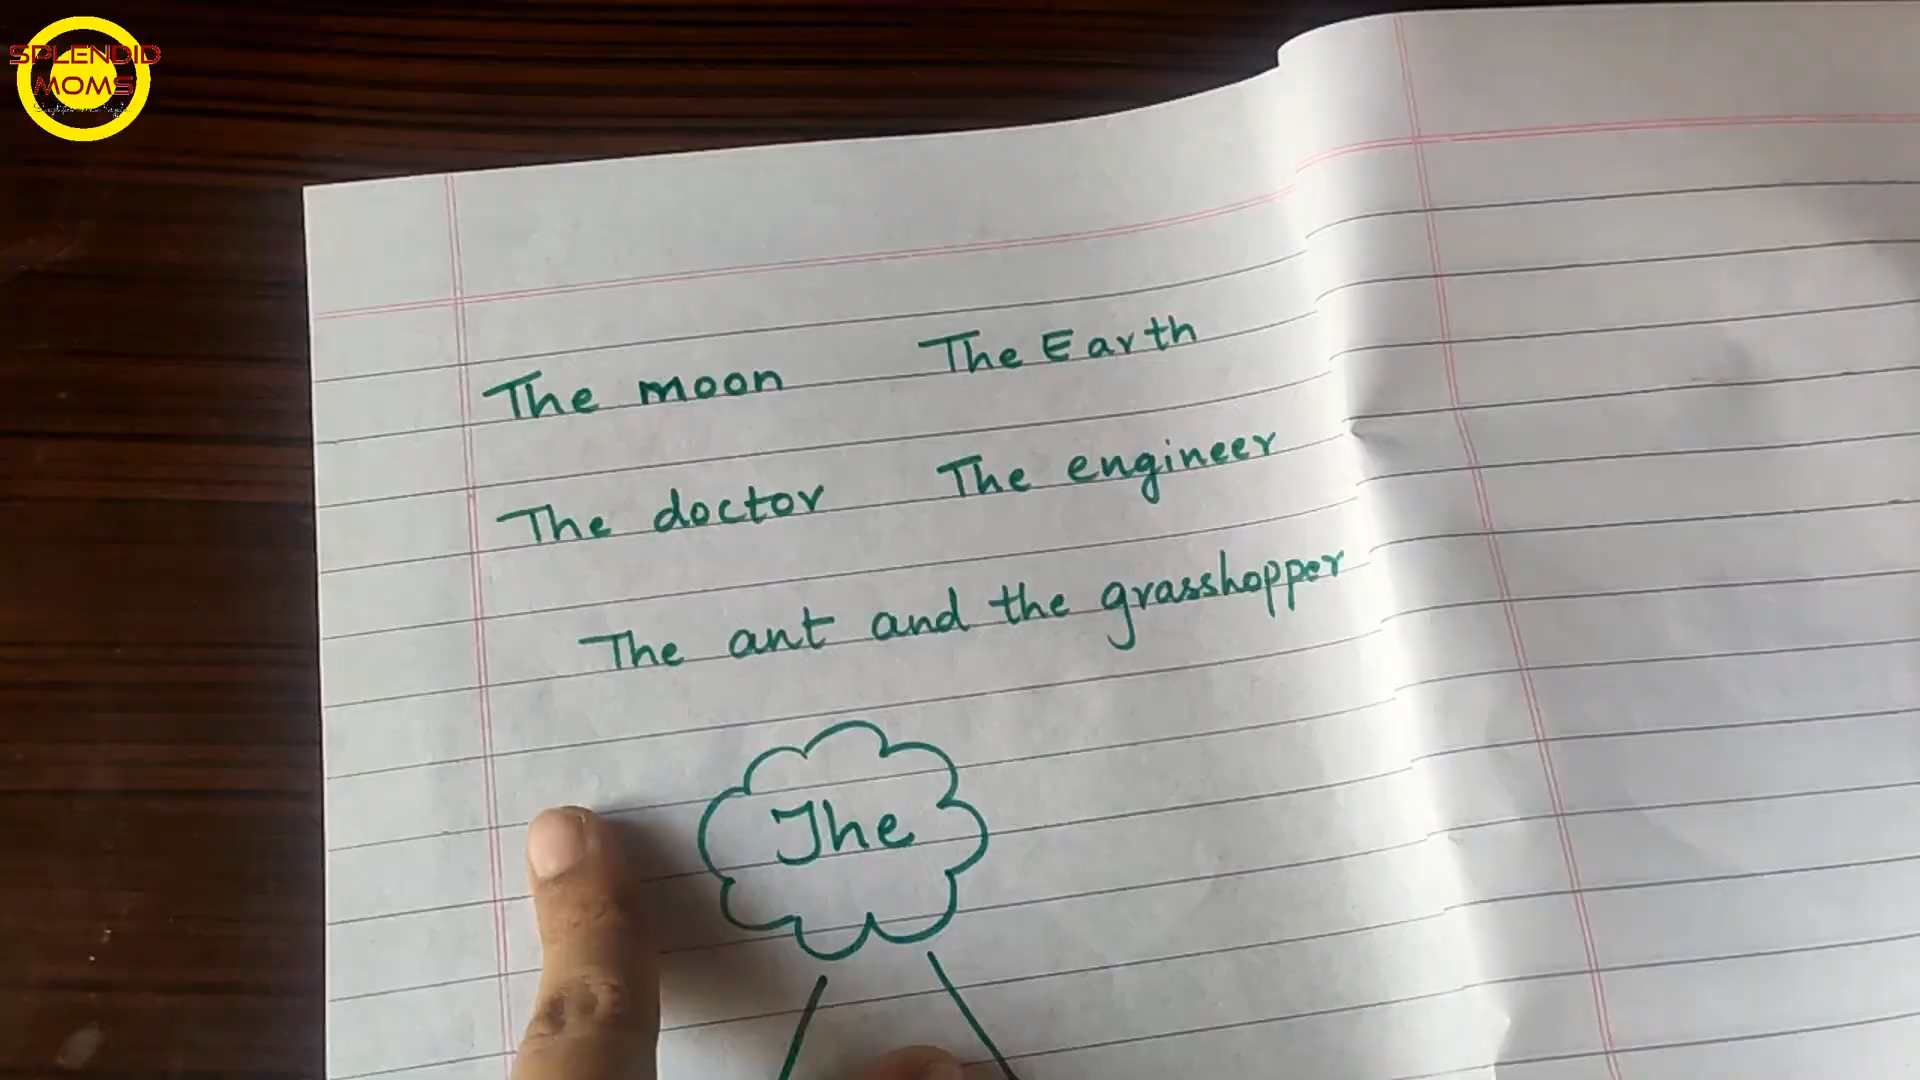 SPLENDID
MOMS
The moon The Earth
The doctor The engineer
The ant and the grasshopper
The